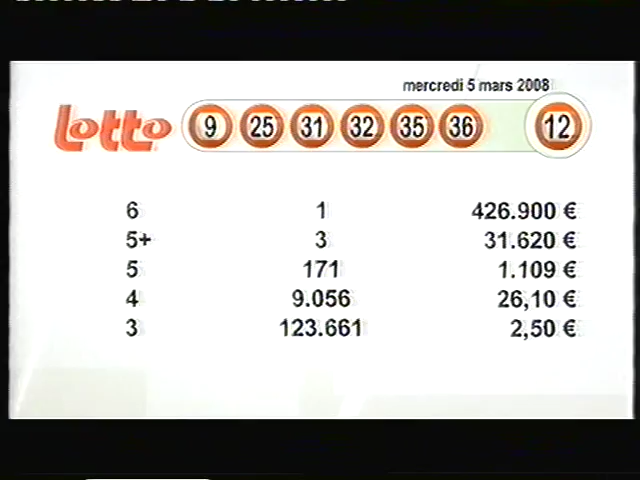 mercredi 5 mars 2008
lotto 9 25 31 32 35 36 12
6 1 426.900 €
5+ 3 31.620 €
5 171 1.109 €
4 9.056 26,10 €
3 123.661 2,50 €